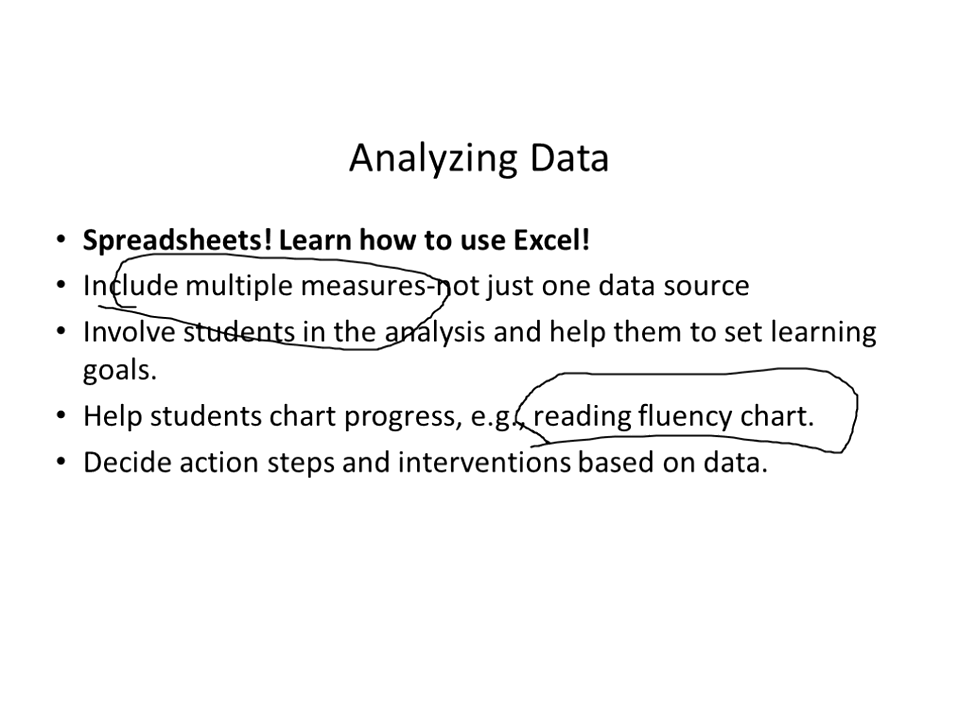 Analyzing Data
• Spreadsheets! Learn how to use Excel!
• Include multiple measures-not just one data source
• Involve students in the analysis and help them to set learning
goals.
• Help students chart progress, e.g., reading fluency chart.
• Decide action steps and interventions based on data.